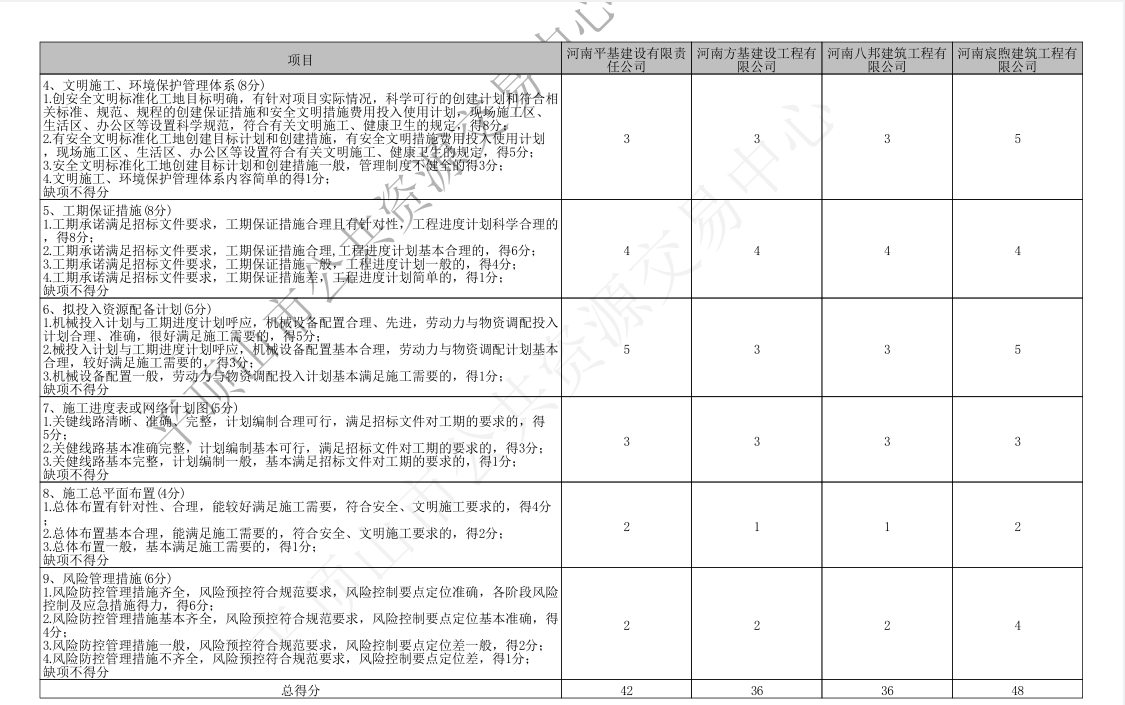 项目
河南平基建设有限责
任公司
河南方基建设工程有
限公司
河南八邦建筑工程有
限公司
河南宸煦建筑工程有
限公司
4、文明施工、环境保护管理体系(8分)
1.创安全文明标准化工地目标明确，有针对项目实际情况，科学可行的创建计划和符合相
关标准、规范、规程的创建保证措施和安全文明措施费用投入使用计划，现场施工区、
生活区、办公区等设置科学规范，符合有关文明施工、健康卫生的规定，得8分；
2.有安全文明标准化工地创建目标计划和创建措施，有安全文明措施费用投入使用计划
，现场施工区、生活区、办公区等设置符合有关文明施工、健康卫生的规定，得5分；
3.安全文明标准化工地创建目标计划和创建措施一般，管理制度不健全的得3分；
4.文明施工、环境保护管理体系内容简单的得1分；
缺项不得分
3
3
3
5
5、工期保证措施(8分)
1.工期承诺满足招标文件要求，工期保证措施合理且有针对性，工程进度计划科学合理的
，得8分；
2.工期承诺满足招标文件要求，工期保证措施合理,工程进度计划基本合理的，得6分；
3.工期承诺满足招标文件要求，工期保证措施一般，工程进度计划一般的，得4分；
4.工期承诺满足招标文件要求，工期保证措施差，工程进度计划简单的，得1分；
缺项不得分
4
4
4
4
6、拟投入资源配备计划(5分)
1.机械投入计划与工期进度计划呼应，机械设备配置合理、先进，劳动力与物资调配投入
计划合理、准确，很好满足施工需要的，得5分；
2.械投入计划与工期进度计划呼应，机械设备配置基本合理，劳动力与物资调配计划基本
合理，较好满足施工需要的，得3分；
3.机械设备配置一般，劳动力与物资调配投入计划基本满足施工需要的，得1分；
缺项不得分
5
3
3
5
7、施工进度表或网络计划图(5分)
1.关键线路清晰、准确、完整，计划编制合理可行，满足招标文件对工期的要求的，得
5分；
2.关健线路基本准确完整，计划编制基本可行，满足招标文件对工期的要求的，得3分；
3.关健线路基本完整，计划编制一般，基本满足招标文件对工期的要求的，得1分；
缺项不得分
3
3
3
3
8、施工总平面布置(4分)
1.总体布置有针对性、合理，能较好满足施工需要，符合安全、文明施工要求的，得4分
；
2.总体布置基本合理，能满足施工需要的，符合安全、文明施工要求的，得2分；
3.总体布置一般，基本满足施工需要的，得1分；
缺项不得分
2
1
1
2
9、风险管理措施(6分)
1.风险防控管理措施齐全，风险预控符合规范要求，风险控制要点定位准确，各阶段风险
控制及应急措施得力，得6分；
2.风险防控管理措施基本齐全，风险预控符合规范要求，风险控制要点定位基本准确，得
4分；
3.风险防控管理措施一般，风险预控符合规范要求，风险控制要点定位差一般，得2分；
4.风险防控管理措施不齐全，风险预控符合规范要求，风险控制要点定位差，得1分；
缺项不得分
2
2
2
4
总得分
42
36
36
48
平顶山市公共资源交易中心
平顶山市公共资源交易中心